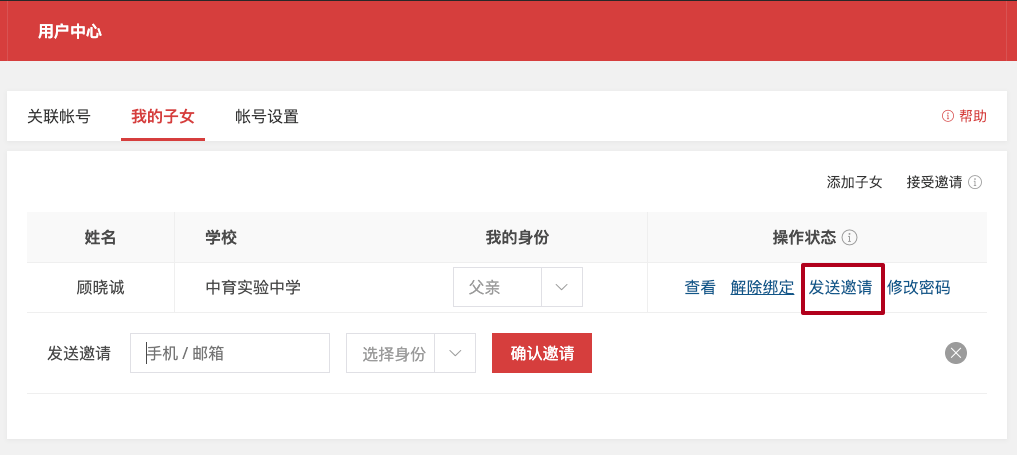 用户中心
关联帐号 我的子女 帐号设置 帮助
添加子女 接受邀请
姓名 学校 我的身份 操作状态
顾晓诚 中育实验中学 父亲 查看 解除绑定 发送邀请 修改密码
发送邀请 手机 / 邮箱 选择身份 确认邀请